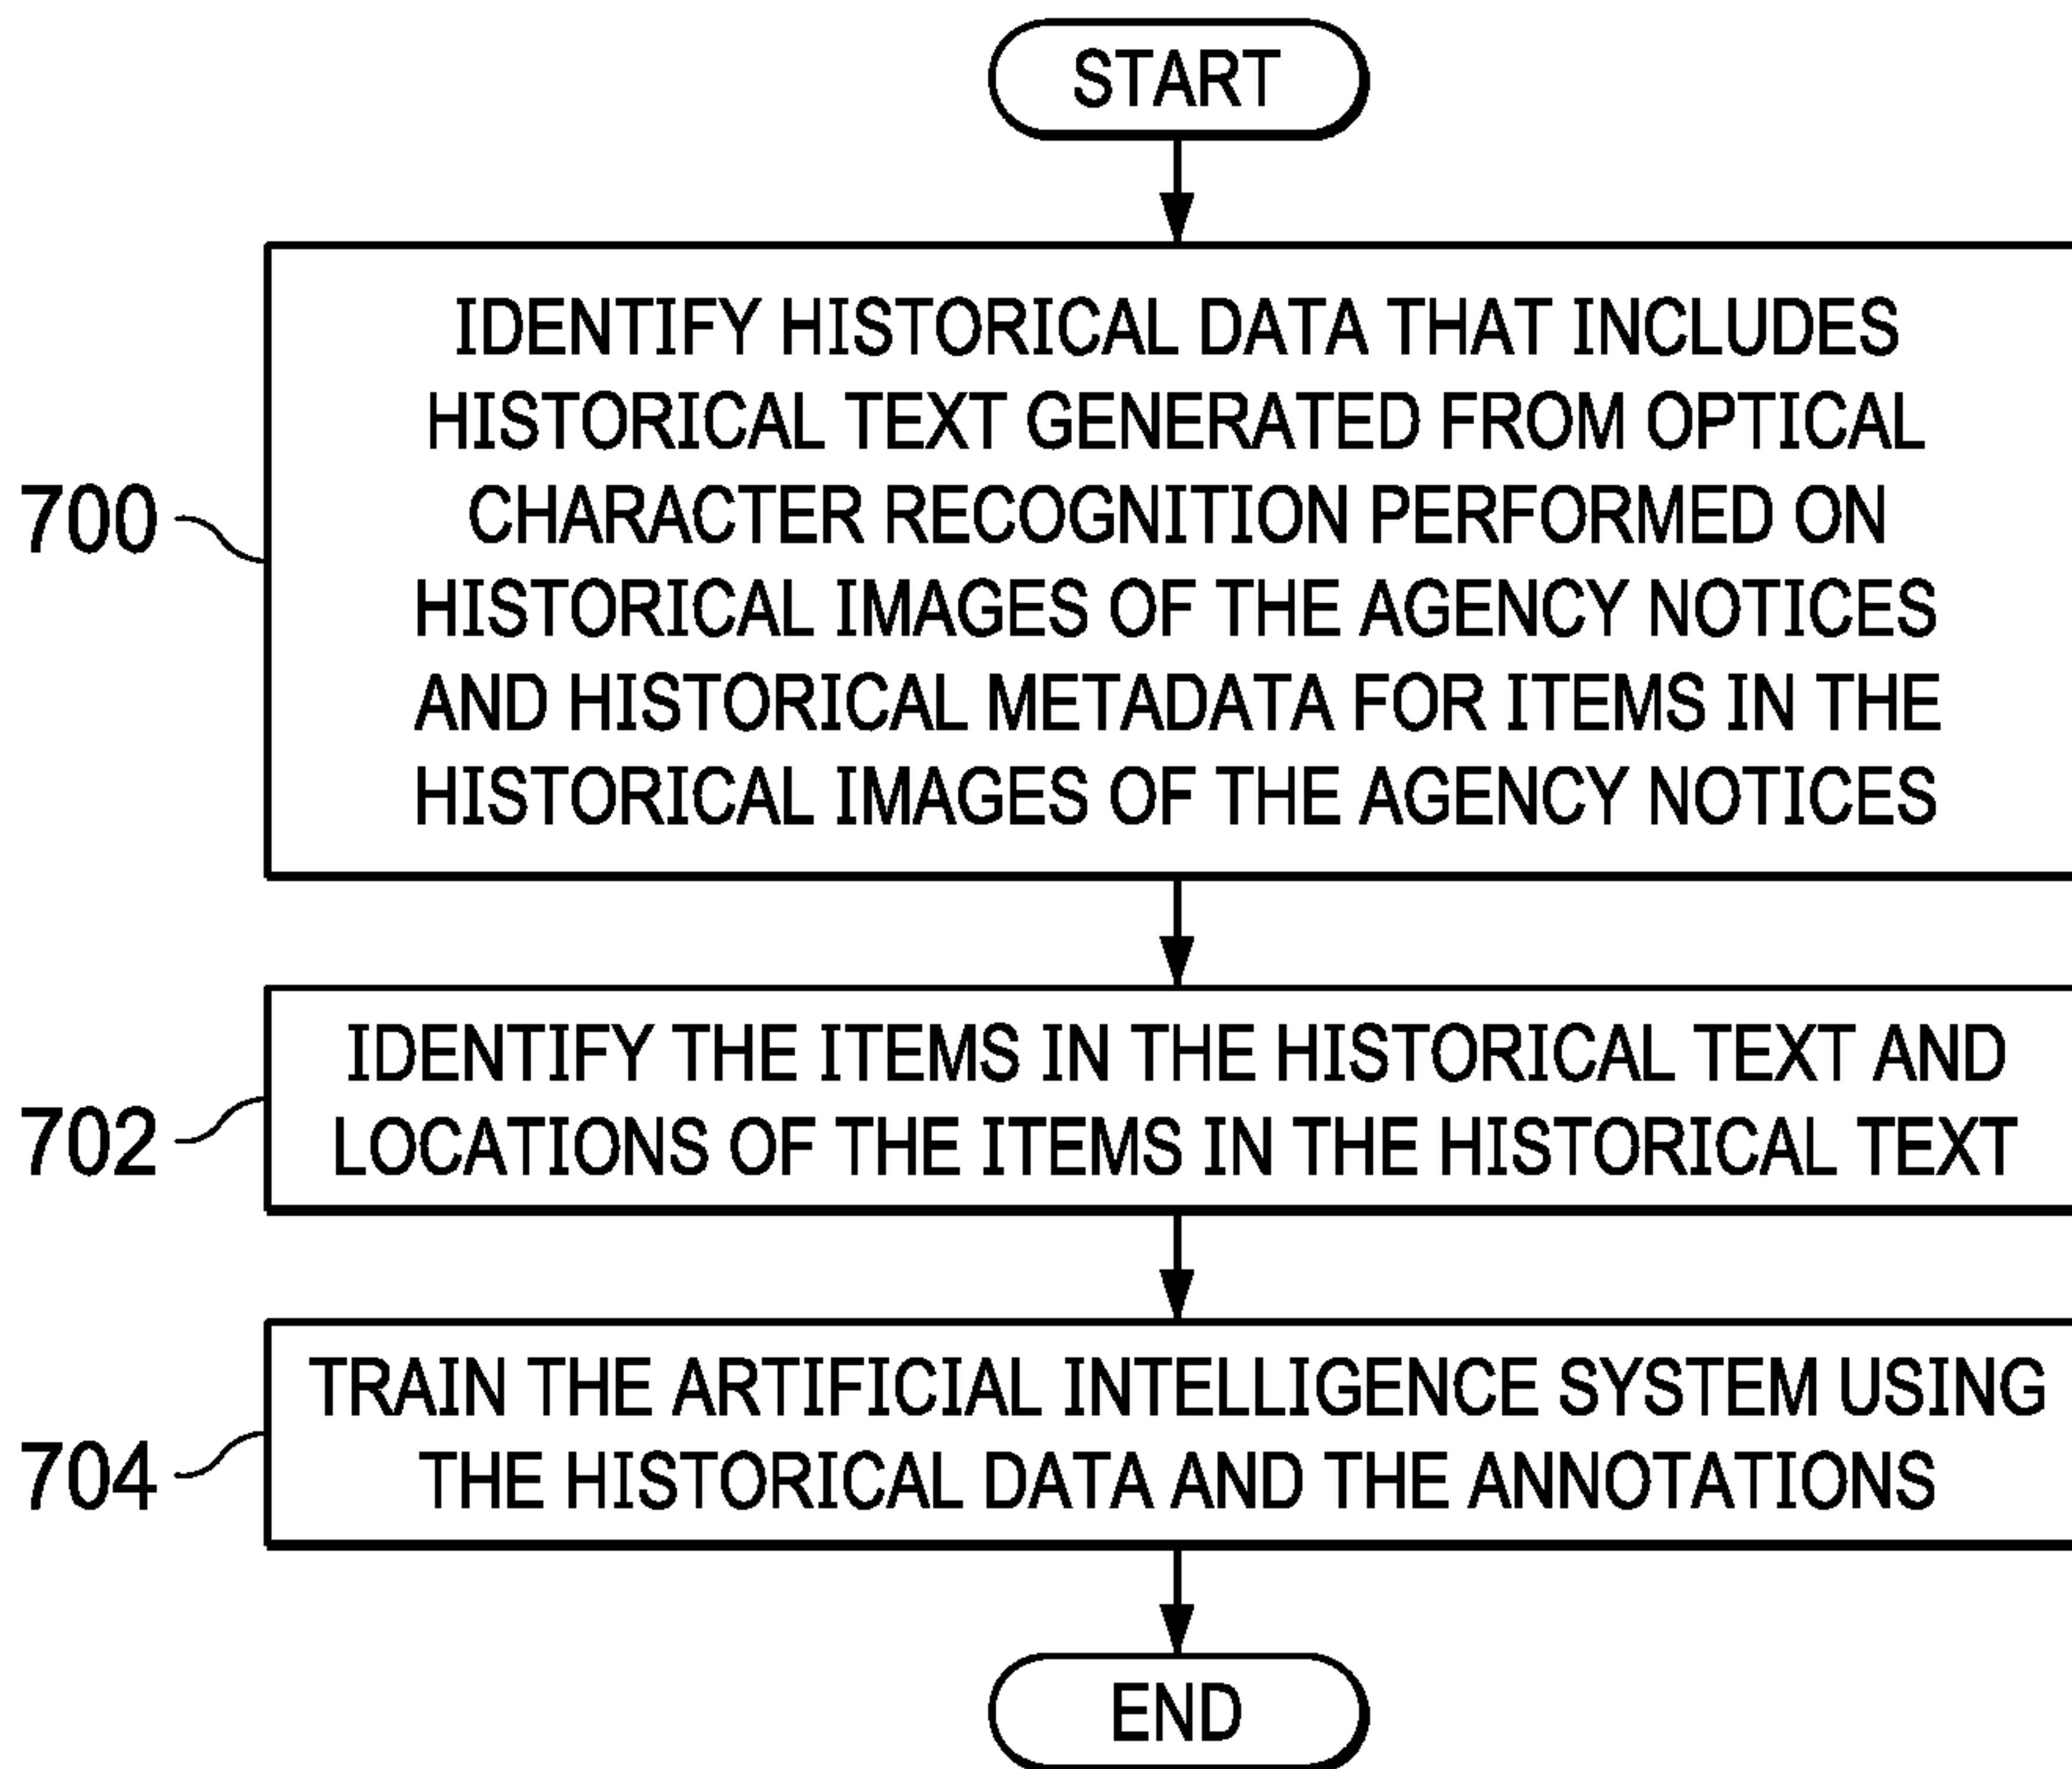 START
IDENTIFY HISTORICAL DATA THAT INCLUDES
HISTORICAL TEXT GENERATED FROM OPTICAL
CHARACTER RECOGNITION PERFORMED ON
HISTORICAL IMAGES OF THE AGENCY NOTICES
AND HISTORICAL METADATA FOR ITEMS IN THE
HISTORICAL IMAGES OF THE AGENCY NOTICES
700
IDENTIFY THE ITEMS IN THE HISTORICAL TEXT AND
LOCATIONS OF THE ITEMS IN THE HISTORICAL TEXT
702
TRAIN THE ARTIFICIAL INTELLIGENCE SYSTEM USING
THE HISTORICAL DATA AND THE ANNOTATIONS
704
END